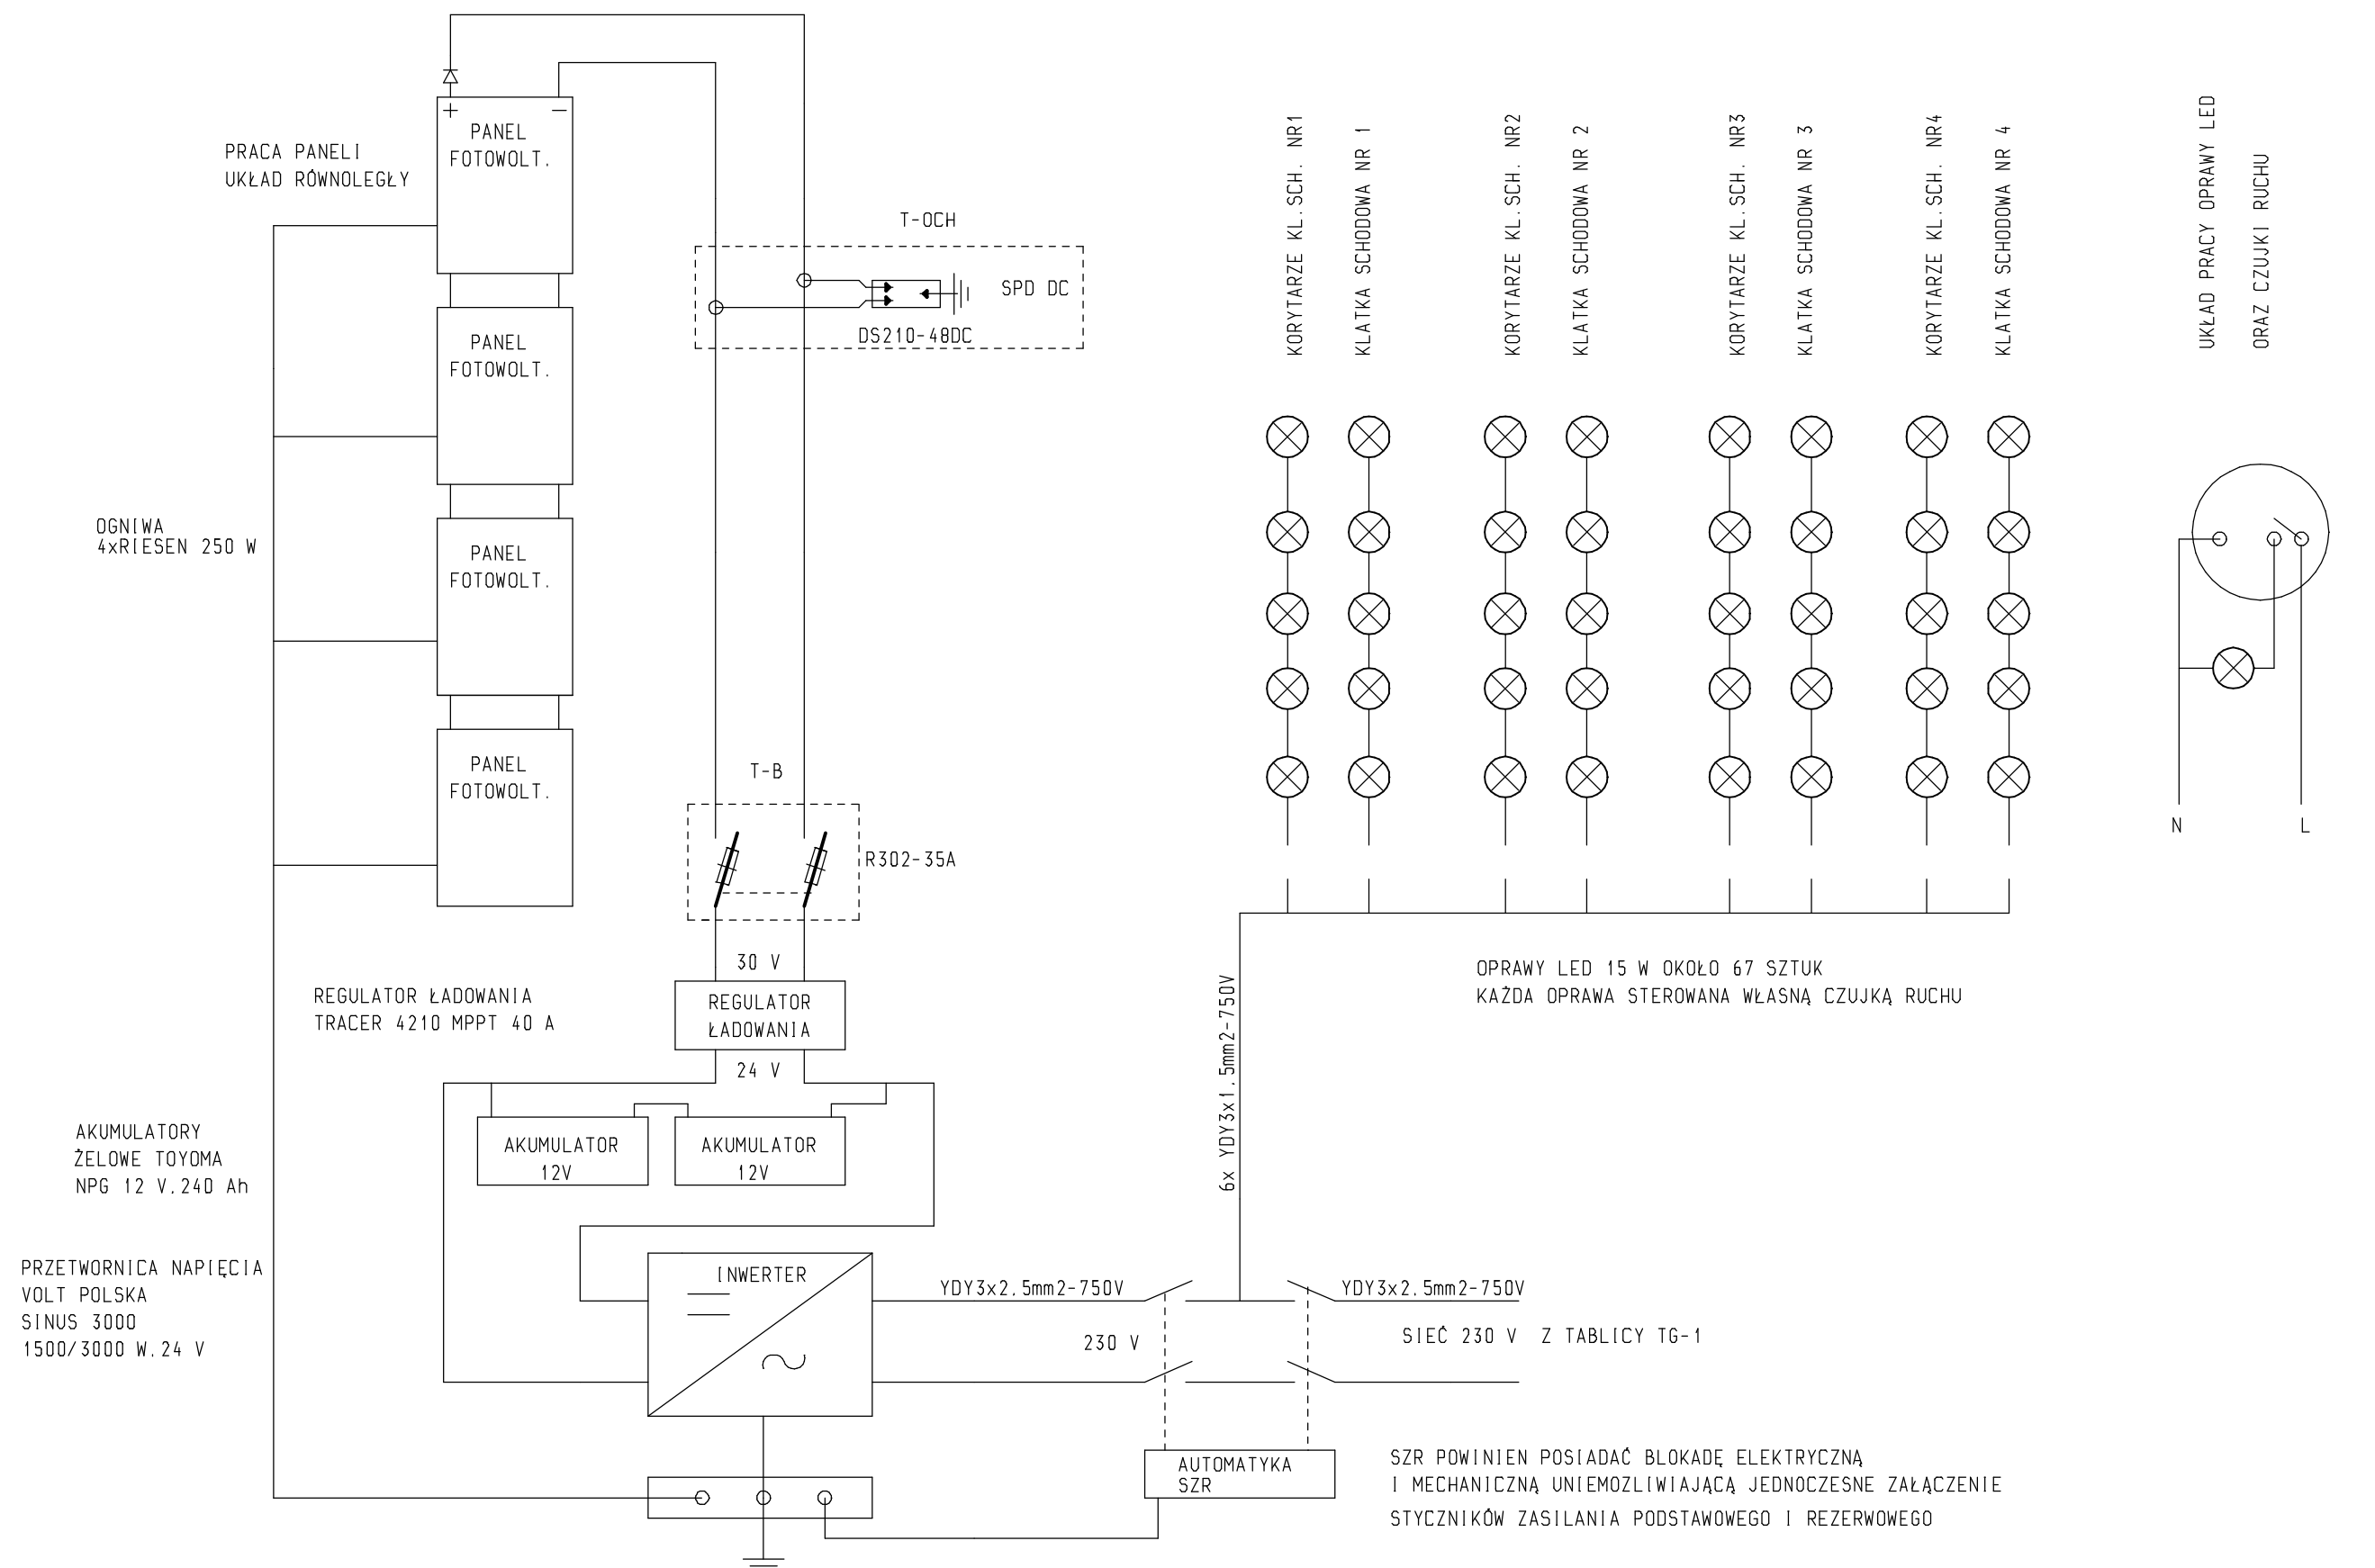 PRACA PANELI
UKŁAD RÓWNOLEGŁY
+
−
PANEL
FOTOWOLT.
PANEL
FOTOWOLT.
PANEL
FOTOWOLT.
PANEL
FOTOWOLT.
OGNIWA
4xRIESEN 250 W
T-OCH
SPD DC
DS210-48DC
T-B
R302-35A
30 V
REGULATOR
ŁADOWANIA
24 V
REGULATOR ŁADOWANIA
TRACER 4210 MPPT 40 A
AKUMULATOR
12V
AKUMULATOR
12V
AKUMULATORY
ŻELOWE TOYOMA
NPG 12 V.240 Ah
PRZETWORNICA NAPIĘCIA
VOLT POLSKA
SINUS 3000
1500/3000 W.24 V
INWERTER
YDY3x2.5mm2-750V
230 V
YDY3x2.5mm2-750V
SIEĆ 230 V Z TABLICY TG-1
AUTOMATYKA
SZR
SZR POWINIEN POSIADAĆ BLOKADĘ ELEKTRYCZNĄ
I MECHANICZNĄ UNIEMOZLIWIAJĄCĄ JEDNOCZESNE ZAŁĄCZENIE
STYCZNIKÓW ZASILANIA PODSTAWOWEGO I REZERWOWEGO
6x YDY3x1.5mm2-750V
OPRAWY LED 15 W OKOŁO 67 SZTUK
KAŻDA OPRAWA STEROWANA WŁASNĄ CZUJKĄ RUCHU
KORYTARZE KL.SCH. NR1
KLATKA SCHODOWA NR 1
KORYTARZE KL.SCH. NR2
KLATKA SCHODOWA NR 2
KORYTARZE KL.SCH. NR3
KLATKA SCHODOWA NR 3
KORYTARZE KL.SCH. NR4
KLATKA SCHODOWA NR 4
UKŁAD PRACY OPRAWY LED
ORAZ CZUJKI RUCHU
N
L